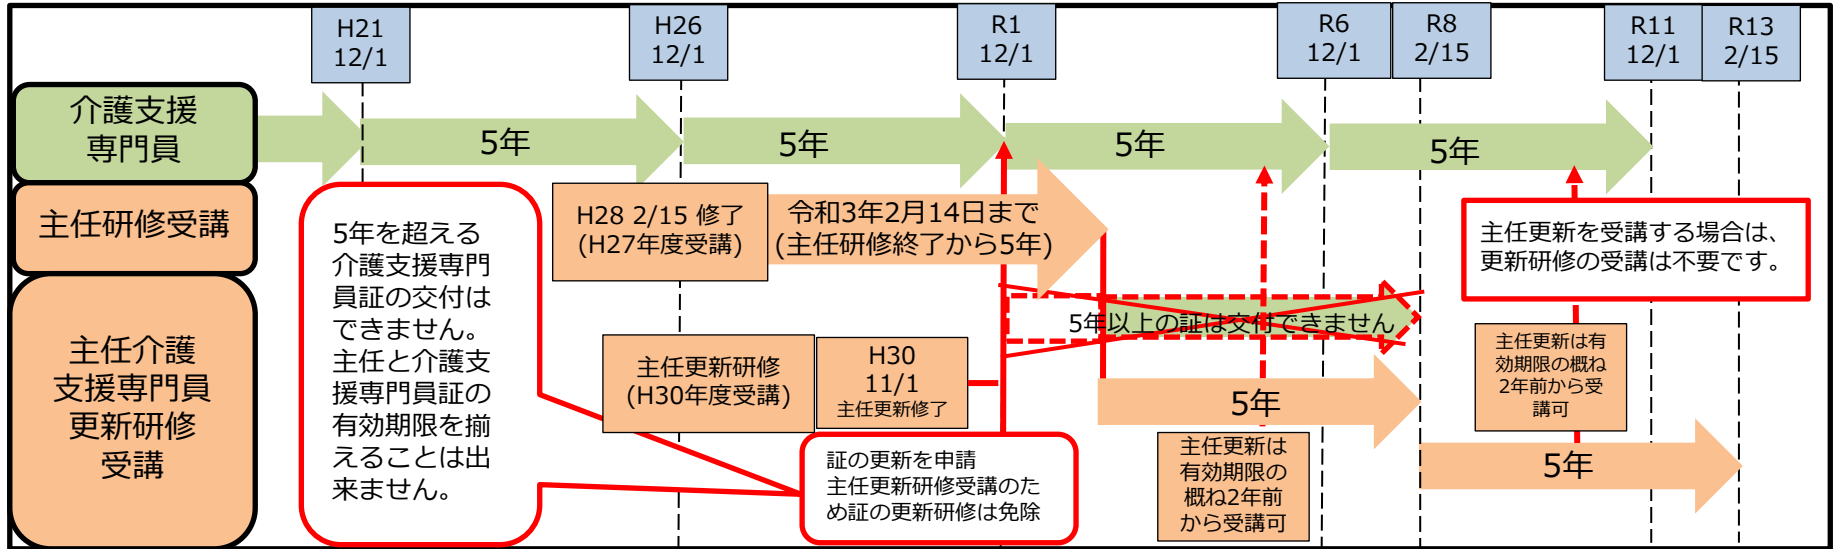 H21
12/1
H26
12/1
R1
12/1
R6
12/1
R8
2/15
R11
12/1
R13
2/15
介護支援
専門員
5年
5年
5年
5年
主任研修受講
H28 2/15 修了
(H27年度受講)
令和3年2月14日まで
(主任研修終了から5年)
主任更新を受講する場合は、
更新研修の受講は不要です。
5年を超える
介護支援専門
員証の交付は
できません。
主任と介護支
援専門員証の
有効期限を揃
えることは出
来ません。
5年以上の証は交付できません
主任介護
支援専門員
更新研修
受講
主任更新研修
(H30年度受講)
H30
11/1
主任更新修了
5年
主任更新は有
効期限の概ね
2年前から受
講可
証の更新を申請
主任更新研修受講のた
め証の更新研修は免除
主任更新は
有効期限の
概ね2年前
から受講可
5年